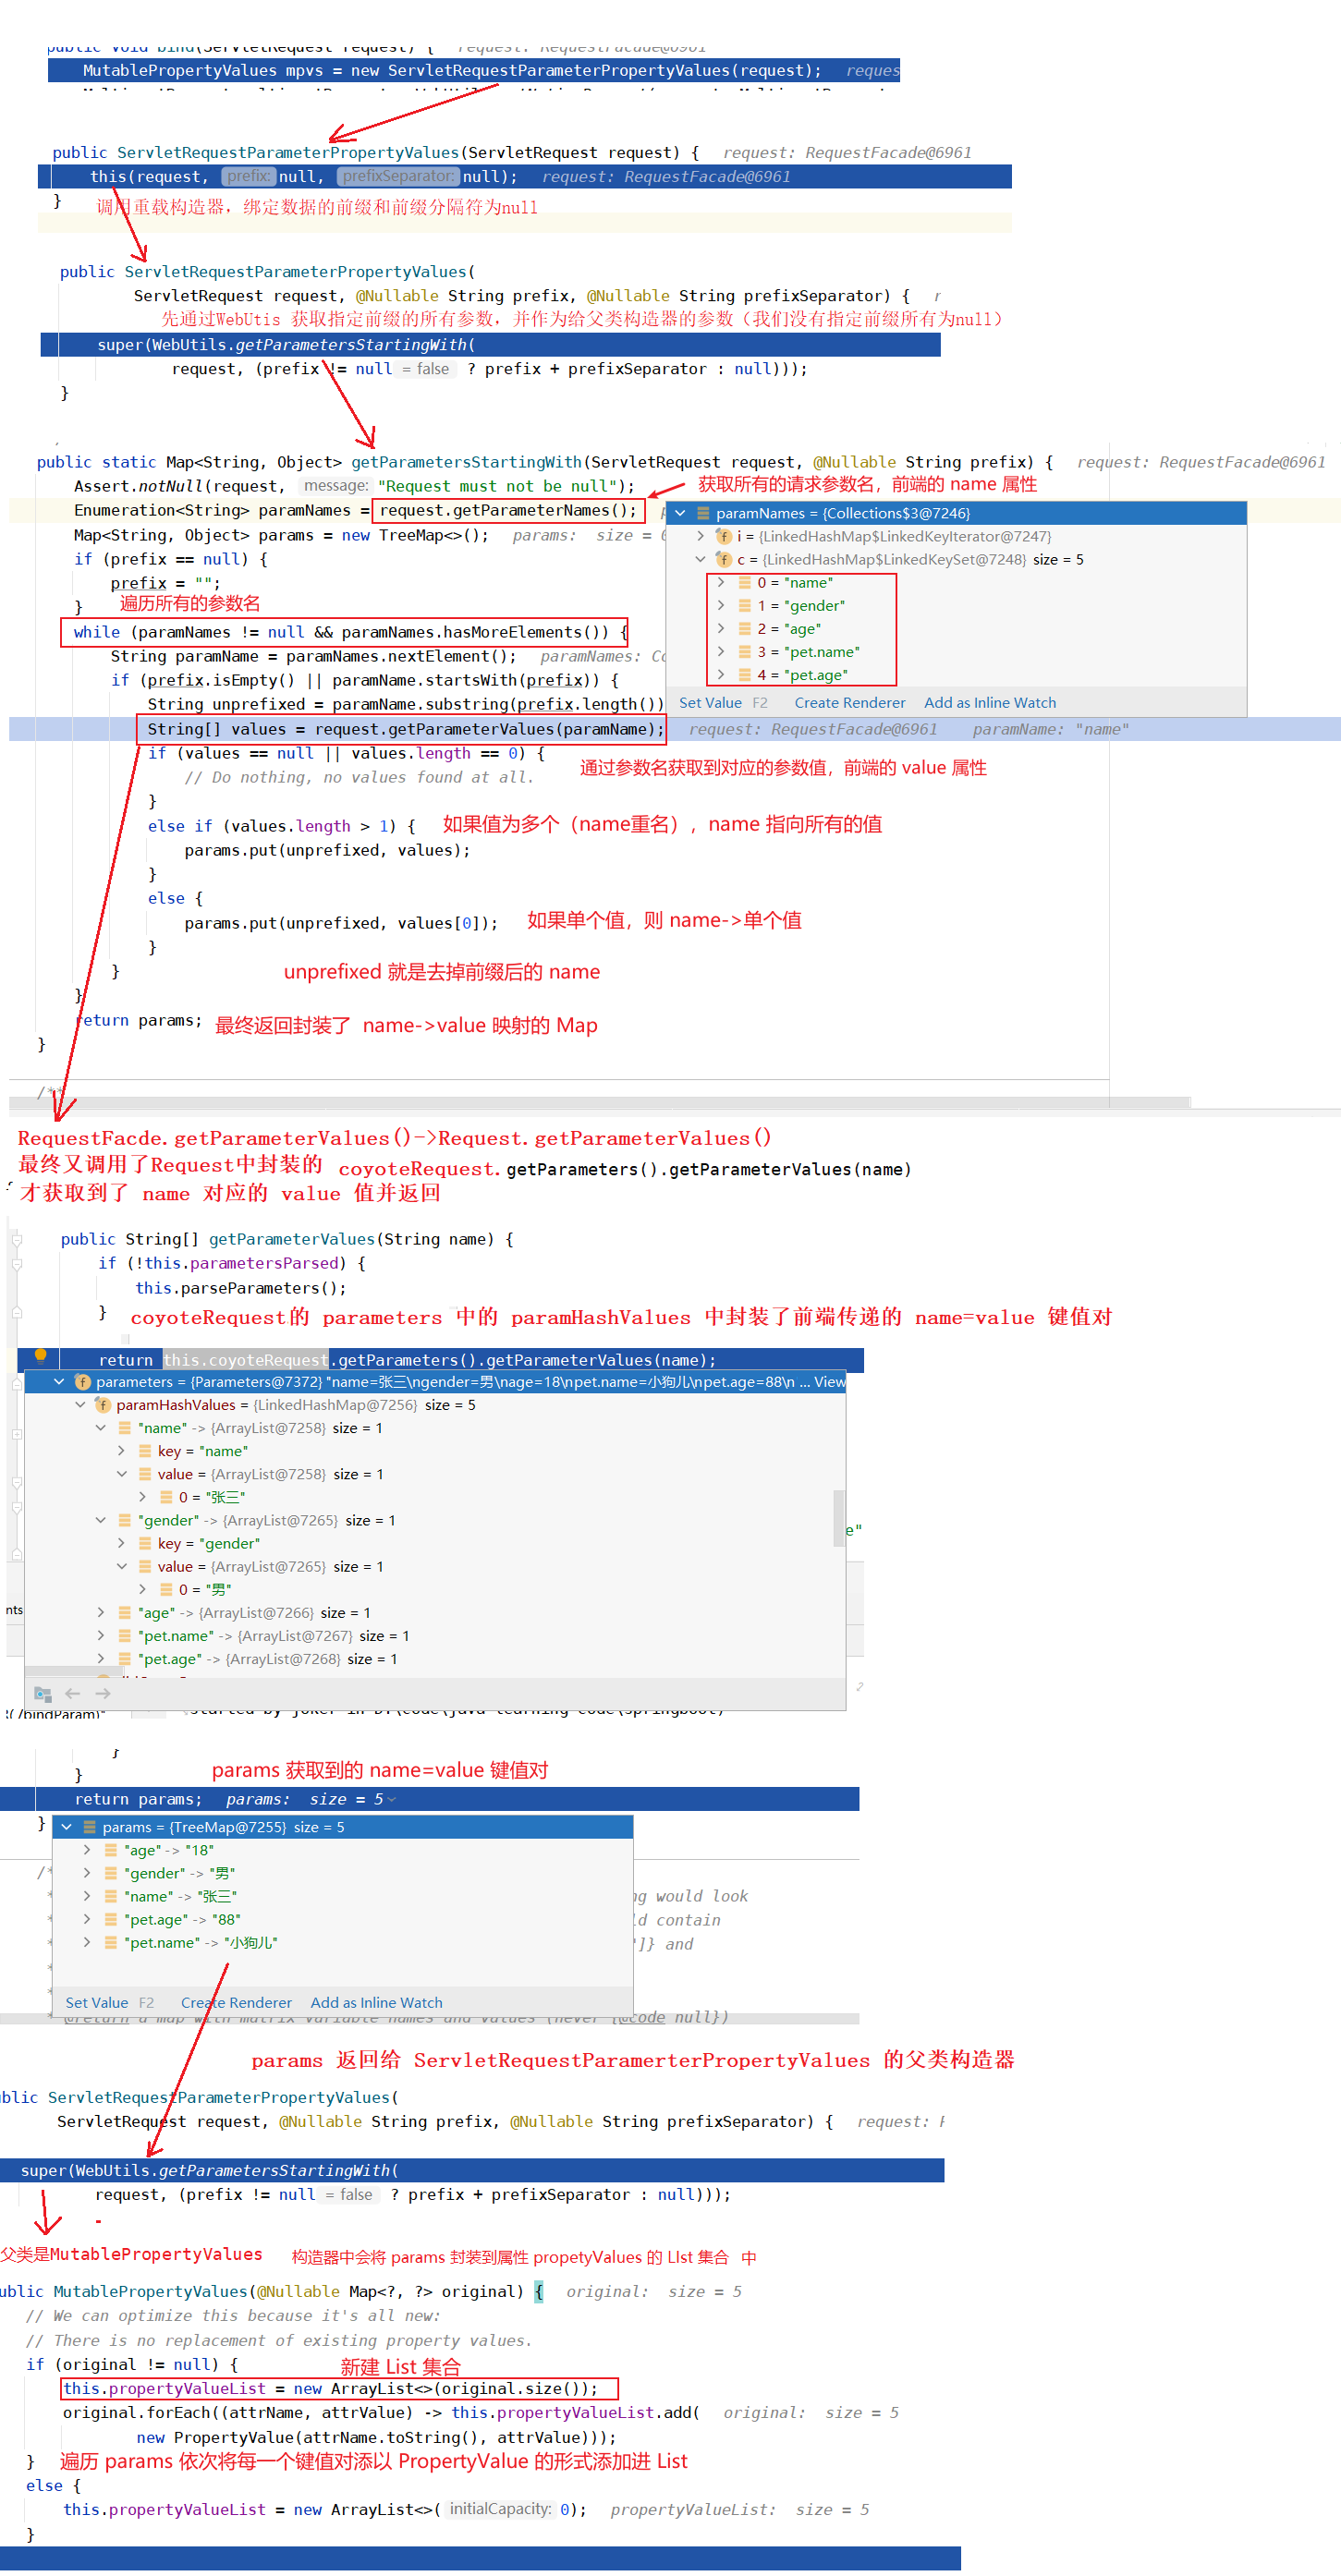 public void bind(ServletRequest request) {   request: RequestFacade@6961
MutablePropertyValues mpvs = new ServletRequestParameterPropertyValues(request);   reques
public ServletRequestParameterPropertyValues(ServletRequest request) {   request: RequestFacade@6961
this(request, prefix: null, prefixSeparator: null);   request: RequestFacade@6961
}
调用重载构造器，绑定数据的前缀和前缀分隔符为null
public ServletRequestParameterPropertyValues(
ServletRequest request, @Nullable String prefix, @Nullable String prefixSeparator) {   r
先通过WebUtis 获取指定前缀的所有参数，并作为给父类构造器的参数（我们没有指定前缀所有为null）
super(WebUtils.getParametersStartingWith(
request, (prefix != null = false ? prefix + prefixSeparator : null)));
}
public static Map<String, Object> getParametersStartingWith(ServletRequest request, @Nullable String prefix) {   request: RequestFacade@6961
Assert.notNull(request, message: "Request must not be null");
获取所有的请求参数名，前端的 name 属性
Enumeration<String> paramNames = request.getParameterNames();
paramNames = {Collections$3@7246}
Map<String, Object> params = new TreeMap<>();   params:  size = 0
i = {LinkedHashMap$LinkedKeyIterator@7247}
if (prefix == null) {
c = {LinkedHashMap$LinkedKeySet@7248} size = 5
prefix = "";
0 = "name"
}
遍历所有的参数名
1 = "gender"
while (paramNames != null && paramNames.hasMoreElements()) {
2 = "age"
String paramName = paramNames.nextElement();   paramNames: Co
3 = "pet.name"
if (prefix.isEmpty() || paramName.startsWith(prefix)) {
4 = "pet.age"
String unprefixed = paramName.substring(prefix.length())
Set Value F2   Create Renderer   Add as Inline Watch
String[] values = request.getParameterValues(paramName);   request: RequestFacade@6961   paramName: "name"
if (values == null || values.length == 0) {
通过参数名获取到对应的参数值，前端的 value 属性
// Do nothing, no values found at all.
}
else if (values.length > 1) {
如果值为多个（name重名）, name 指向所有的值
params.put(unprefixed, values);
}
else {
params.put(unprefixed, values[0]);
如果单个值，则 name->单个值
}
}
unprefixed 就是去掉前缀后的 name
}
return params;
最终返回封装了  name->value 映射的 Map
}
/**
RequestFacde.getParameterValues()->Request.getParameterValues()
最终又调用了Request中封装的 coyoteRequest.getParameters().getParameterValues(name)
才获取到了 name 对应的 value 值并返回
public String[] getParameterValues(String name) {
if (!this.parametersParsed) {
this.parseParameters();
}
coyoteRequest的 parameters 中的 paramHashValues 中封装了前端传递的 name=value 键值对
return this.coyoteRequest.getParameters().getParameterValues(name);
parameters = {Parameters@7372} "name=张三\ngender=男\nage=18\npet.name=小狗儿\npet.age=88\n ... View
paramHashValues = {LinkedHashMap@7256} size = 5
"name" -> {ArrayList@7258} size = 1
key = "name"
value = {ArrayList@7258} size = 1
0 = "张三"
"gender" -> {ArrayList@7265} size = 1
e"
key = "gender"
value = {ArrayList@7265} size = 1
0 = "男"
nts
"age" -> {ArrayList@7266} size = 1
"pet.name" -> {ArrayList@7267} size = 1
"pet.age" -> {ArrayList@7268} size = 1
(/bindParam)"
started by joker in D:\code\java-learning-code\springboot)
}
params 获取到的 name=value 键值对
}
return params;   params:  size = 5
}
params = {TreeMap@7255} size = 5
"age" -> "18"
/*
"gender" -> "男"
*
"name" -> "张三"
ng would look
*
"pet.age" -> "88"
ld contain
*
"pet.name" -> "小狗儿"
']} and
*
*
Set Value F2   Create Renderer   Add as Inline Watch
* @return a map with matrix variable names and values (never {@code null})
params 返回给 ServletRequestParamerterPropertyValues 的父类构造器
ublic ServletRequestParameterPropertyValues(
ServletRequest request, @Nullable String prefix, @Nullable String prefixSeparator) {   request: F
super(WebUtils.getParametersStartingWith(
request, (prefix != null = false ? prefix + prefixSeparator : null)));
父类是MutablePropertyValues   构造器中会将 params 封装到属性 propetyValues 的 LIst 集合  中
ublic MutablePropertyValues(@Nullable Map<?, ?> original) {   original:  size = 5
// We can optimize this because it's all new:
// There is no replacement of existing property values.
if (original != null) {
新建 List 集合
this.propertyValueList = new ArrayList<>(original.size());
original.forEach((attrName, attrValue) -> this.propertyValueList.add(   original:  size = 5
new PropertyValue(attrName.toString(), attrValue)));
}
遍历 params 依次将每一个键值对添以 PropertyValue 的形式添加进 List
else {
this.propertyValueList = new ArrayList<>( initialCapacity: 0);   propertyValueList:  size = 5
}